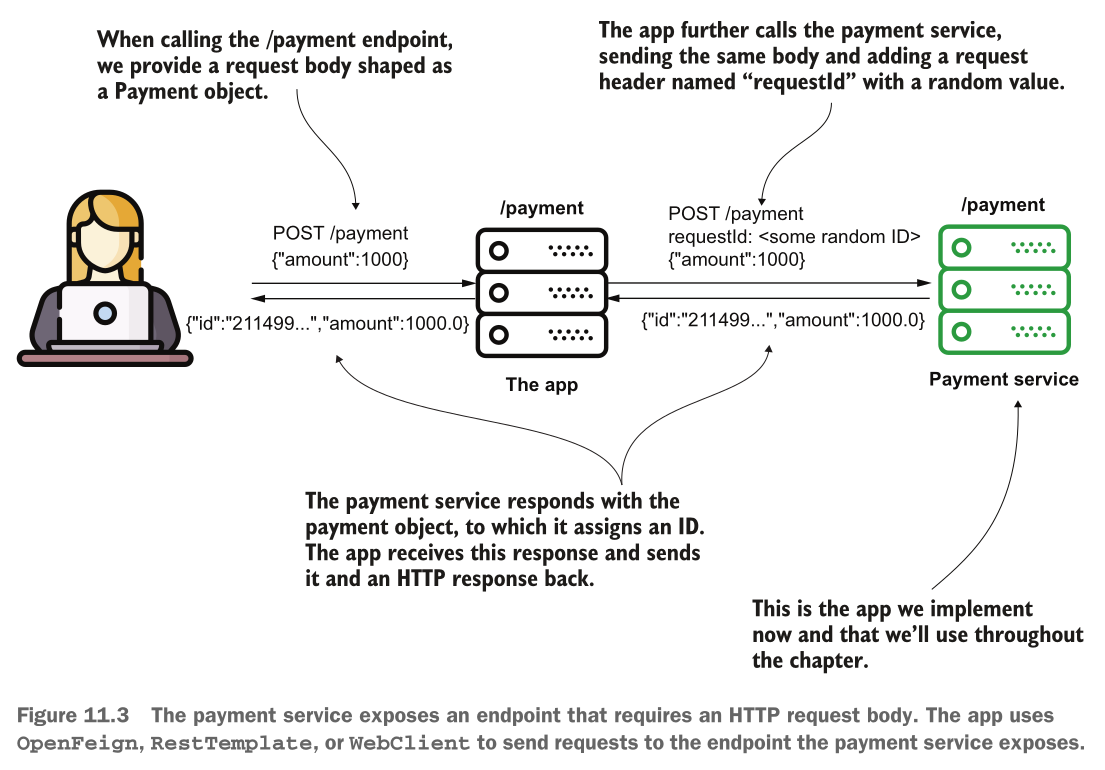 When calling the /payment endpoint,
we provide a request body shaped as
a Payment object.
The app further calls the payment service,
sending the same body and adding a request
header named “requestId” with a random value.
POST /payment
{"amount":1000}
/payment
POST /payment
requestId: <some random ID>
{"amount":1000}
/payment
{"id":"211499...","amount":1000.0}
{"id":"211499...","amount":1000.0}
The app
Payment service
The payment service responds with the
payment object, to which it assigns an ID.
The app receives this response and sends
it and an HTTP response back.
This is the app we implement
now and that we’ll use throughout
the chapter.
Figure 11.3 The payment service exposes an endpoint that requires an HTTP request body. The app uses
OpenFeign, RestTemplate, or WebClient to send requests to the endpoint the payment service exposes.